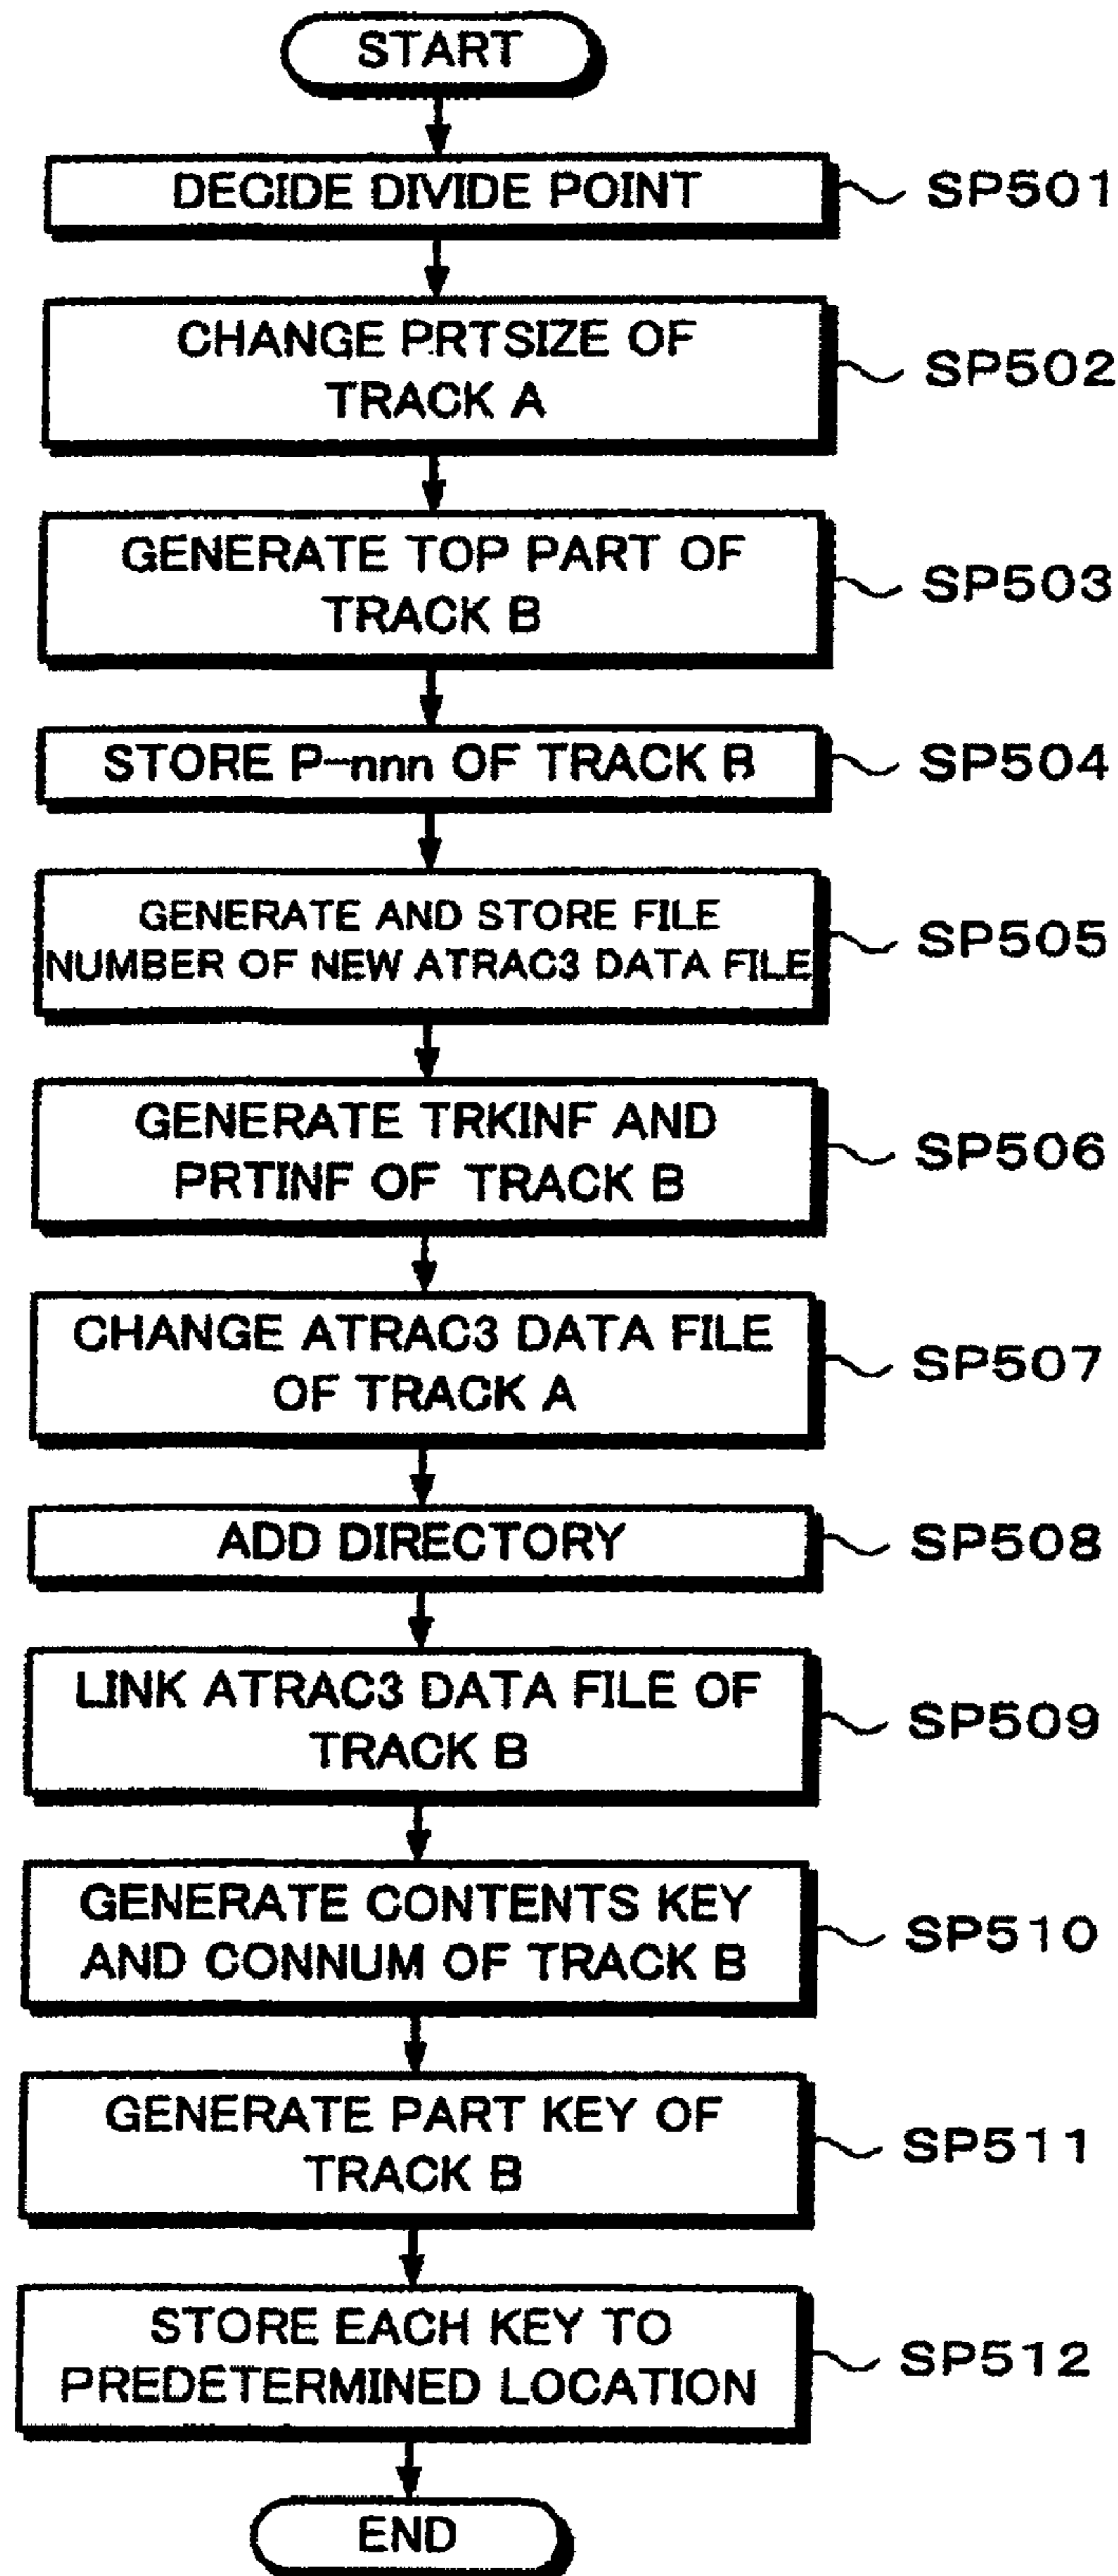 START
DECIDE DIVIDE POINT
SP501
CHANGE PRTSIZE OF
TRACK A
SP502
GENERATE TOP PART OF
TRACK B
SP503
STORE P-nnn OF TRACK B
SP504
GENERATE AND STORE FILE
NUMBER OF NEW ATRAC3 DATA FILE
SP505
GENERATE TRKINF AND
PRTINF OF TRACK B
SP506
CHANGE ATRAC3 DATA FILE
OF TRACK A
SP507
ADD DIRECTORY
SP508
LINK ATRAC3 DATA FILE OF
TRACK B
SP509
GENERATE CONTENTS KEY
AND CONNUM OF TRACK B
SP510
GENERATE PART KEY OF
TRACK B
SP511
STORE EACH KEY TO
PREDETERMINED LOCATION
SP512
END